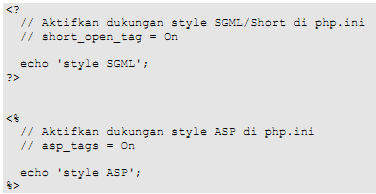 <?
// Aktifkan dukungan style SGML/Short di php.ini
// short_open_tag = On
echo 'style SGML';
?>
<%
// Aktifkan dukungan style ASP di php.ini
// asp_tags = On
echo 'style ASP';
%>